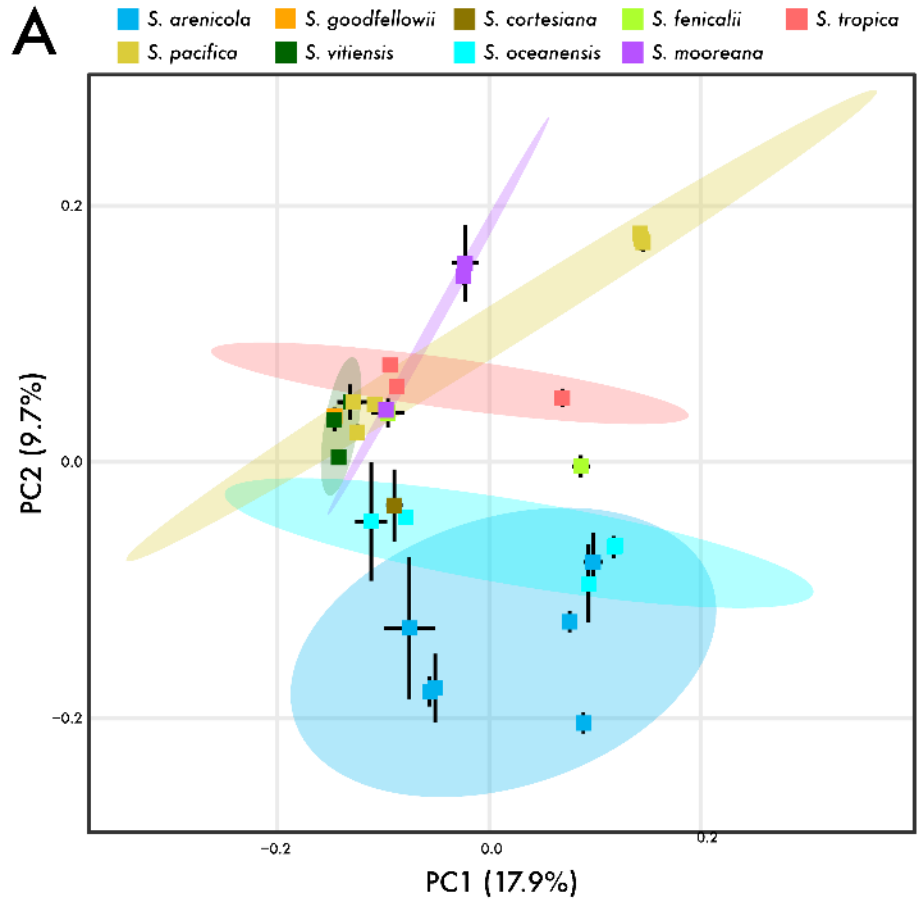 A
S. arenicola S. goodfellowii S. cortesiana S. fenicalii S. tropica
S. pacifica S. vitiensis S. oceanensis S. mooreana
0.2
0.0
−0.2
PC2 (9.7%)
−0.2 0.0 0.2
PC1 (17.9%)